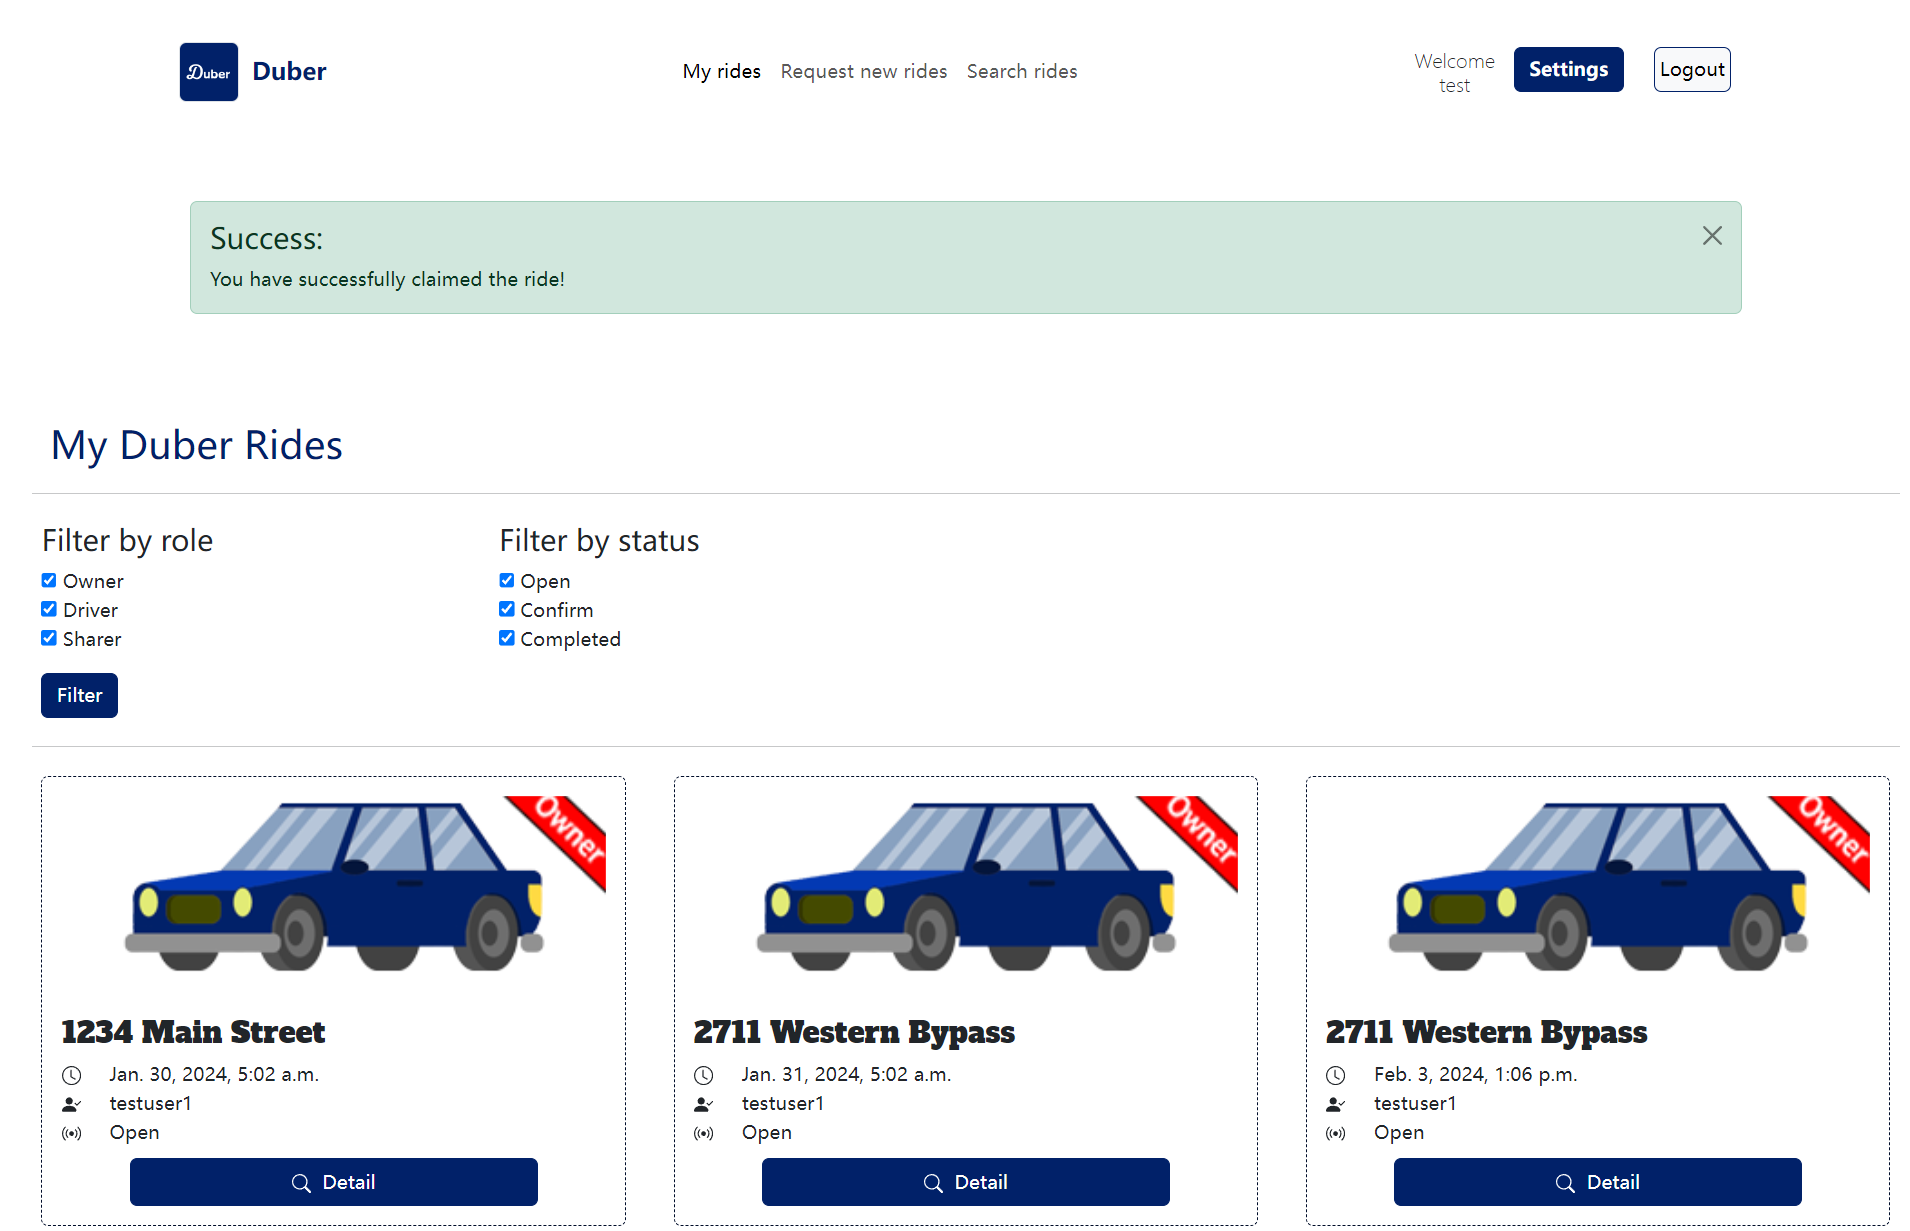 Duber Duber My rides Request new rides Search rides Welcome test Settings Logout
Success:
You have successfully claimed the ride!
My Duber Rides
Filter by role
Owner
Driver
Sharer
Filter by status
Open
Confirm
Completed
Filter
Owner
1234 Main Street
Jan. 30, 2024, 5:02 a.m.
testuser1
Open
Detail
Owner
2711 Western Bypass
Jan. 31, 2024, 5:02 a.m.
testuser1
Open
Detail
Owner
2711 Western Bypass
Feb. 3, 2024, 1:06 p.m.
testuser1
Open
Detail